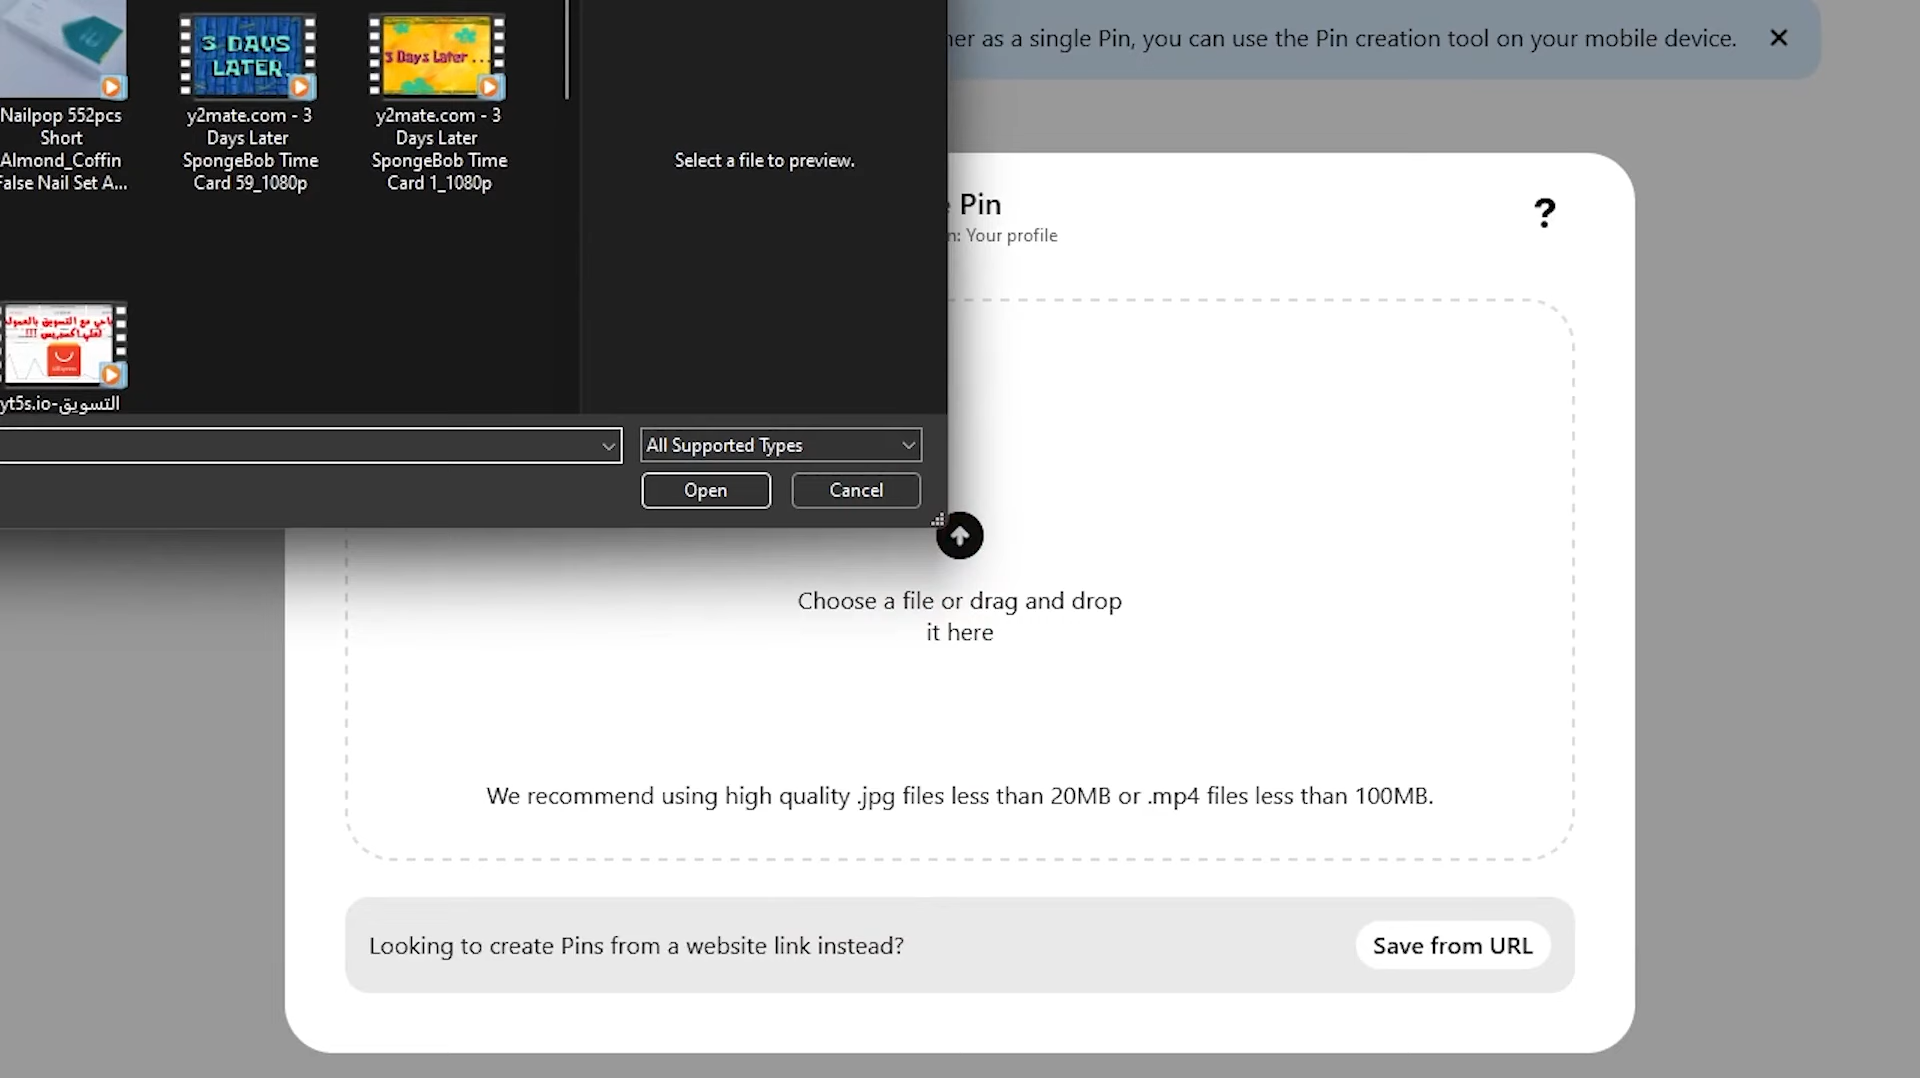 her as a single Pin, you can use the Pin creation tool on your mobile device.
3 DAYS
LATER
3 Days Later ...
Nailpop 552pcs
Short
Almond_Coffin
False Nail Set A...
y2mate.com - 3
Days Later
SpongeBob Time
Card 59_1080p
y2mate.com - 3
Days Later
SpongeBob Time
Card 1_1080p
Select a file to preview.
Pin
: Your profile
?
مع التسويق بالعمولة
!!!
yt5s.io-التسويق
All Supported Types
Open
Cancel
Choose a file or drag and drop
it here
We recommend using high quality .jpg files less than 20MB or .mp4 files less than 100MB.
Looking to create Pins from a website link instead?
Save from URL